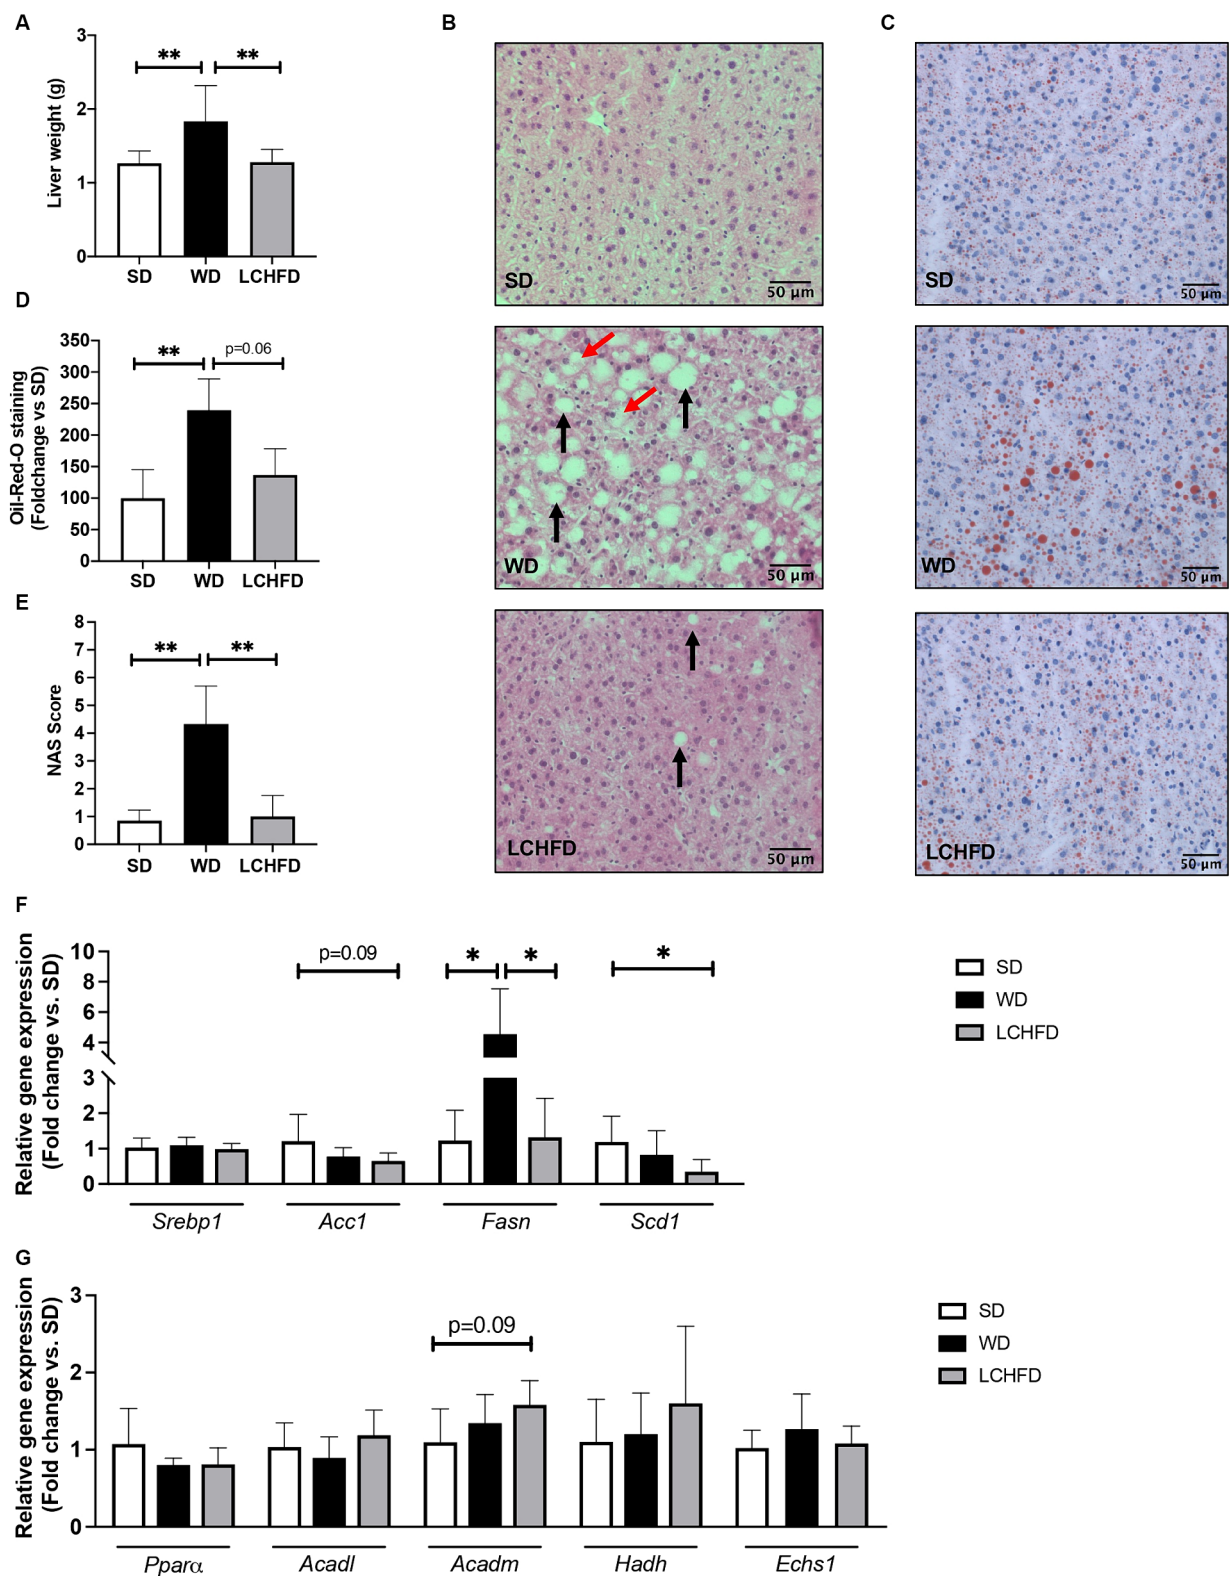 A
Liver weight (g)
3
2
1
0
**
**
SD WD LCHFD
B
SD
50 µm
WD
50 µm
LCHFD
50 µm
C
SD
50 µm
WD
50 µm
LCHFD
50 µm
D
Oil-Red-O staining
(Foldchange vs SD)
350
300
250
200
150
100
50
0
**
p=0.06
SD WD LCHFD
E
NAS Score
8
7
6
5
4
3
2
1
0
**
**
SD WD LCHFD
F
Relative gene expression
(Fold change vs. SD)
10
8
6
4
3
2
1
0
p=0.09
*
*
*
Srebp1 Acc1 Fasn Scd1
SD
WD
LCHFD
G
Relative gene expression
(Fold change vs. SD)
3
2
1
0
p=0.09
Pparα Acadl Acadm Hadh Echs1
SD
WD
LCHFD